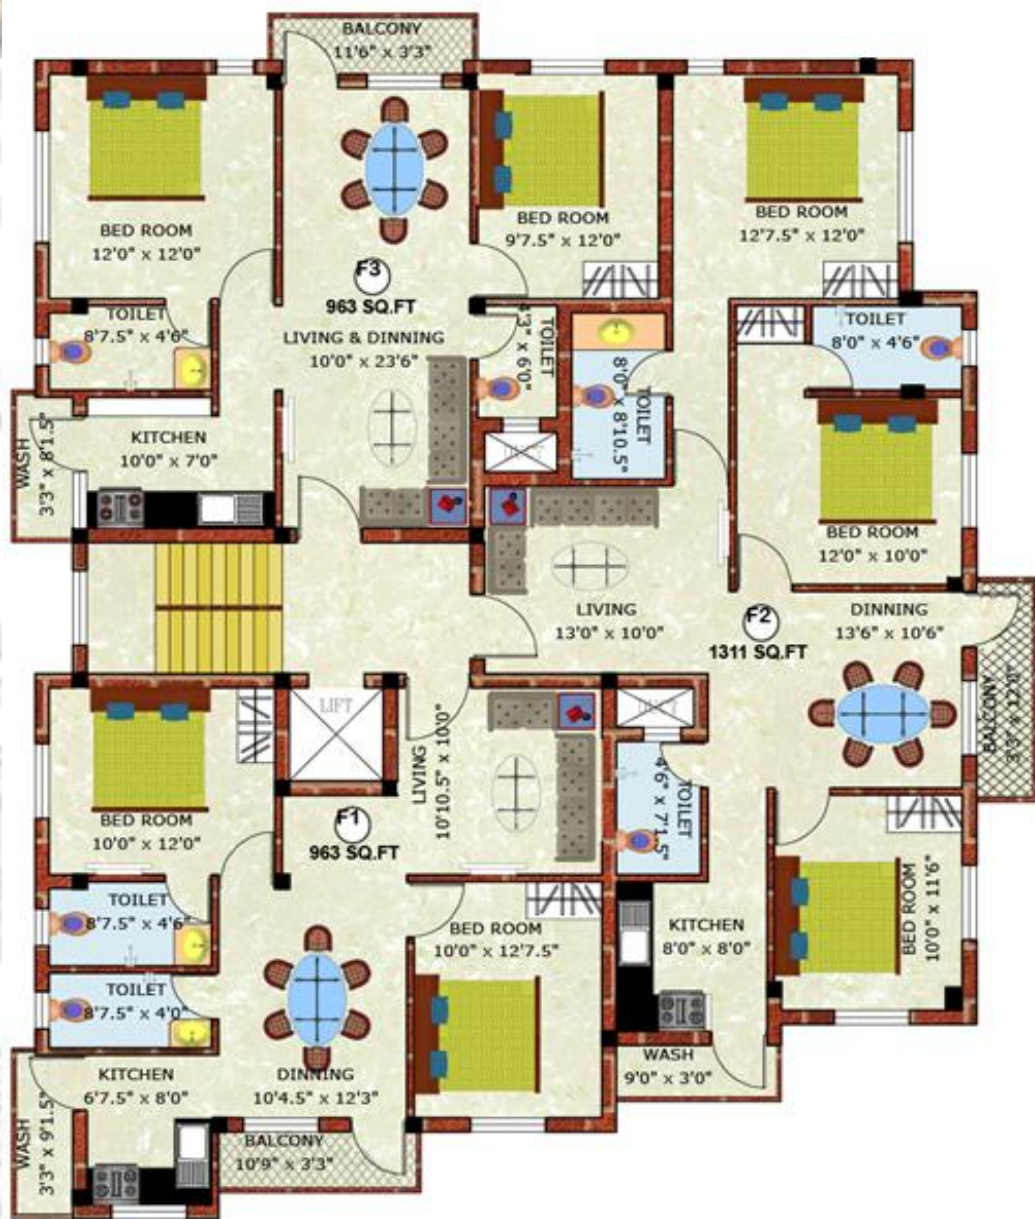 BALCONY
11'6" x 3'3"
BED ROOM
12'0" x 12'0"
BED ROOM
9'7.5" x 12'0"
BED ROOM
12'7.5" x 12'0"
F3
963 SQ.FT
TOILET
8'7.5" x 4'6"
LIVING & DINNING
10'0" x 23'6"
TOILET
4'3" x 6'0"
TOILET
8'0" x 8'10.5"
TOILET
8'0" x 4'6"
WASH
3'3" x 8'1.5"
KITCHEN
10'0" x 7'0"
BED ROOM
12'0" x 10'0"
LIVING
13'0" x 10'0"
F2
1311 SQ.FT
DINNING
13'6" x 10'6"
BALCONY
3'3" x 12'0"
LIFT
LIVING
10'10.5" x 10'0"
TOILET
4'6" x 7'1.5"
BED ROOM
10'0" x 12'0"
F1
963 SQ.FT
BED ROOM
10'0" x 11'6"
TOILET
8'7.5" x 4'6"
BED ROOM
10'0" x 12'7.5"
KITCHEN
8'0" x 8'0"
TOILET
8'7.5" x 4'0"
WASH
9'0" x 3'0"
KITCHEN
6'7.5" x 8'0"
DINNING
10'4.5" x 12'3"
WASH
3'3" x 9'1.5"
BALCONY
10'9" x 3'3"